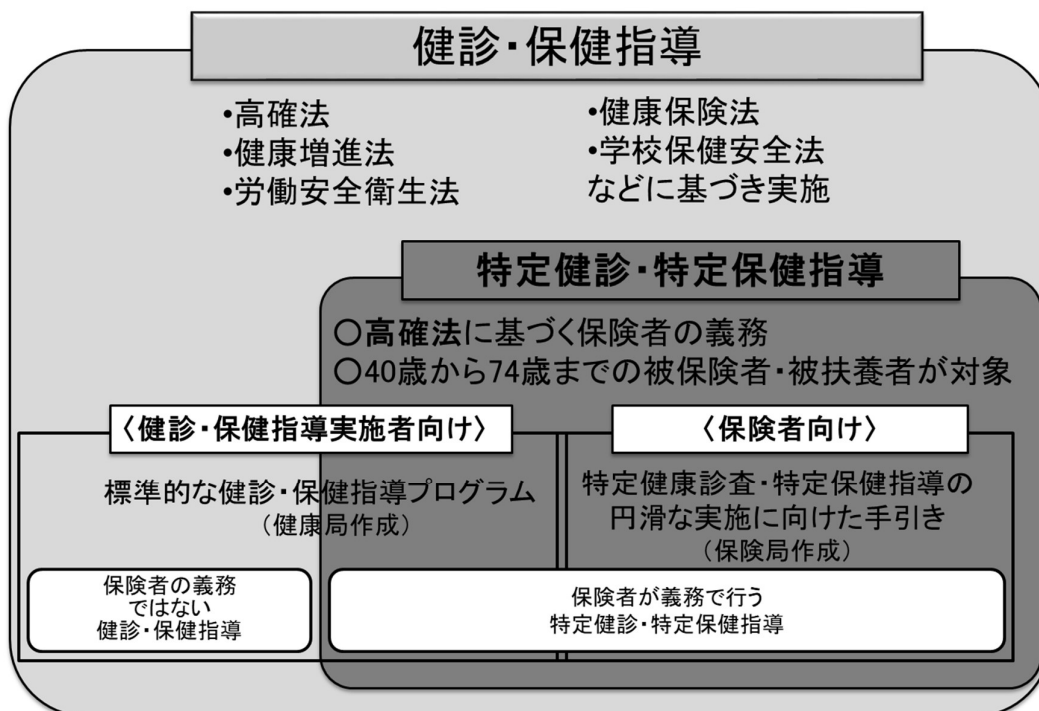 健診・保健指導
•高確法
•健康増進法
•労働安全衛生法
•健康保険法
•学校保健安全法
などに基づき実施
特定健診・特定保健指導
○高確法に基づく保険者の義務
○40歳から74歳までの被保険者・被扶養者が対象
〈健診・保健指導実施者向け〉
標準的な健診・保健指導プログラム
（健康局作成）
〈保険者向け〉
特定健康診査・特定保健指導の
円滑な実施に向けた手引き
（保険局作成）
保険者の義務
ではない
健診・保健指導
保険者が義務で行う
特定健診・特定保健指導